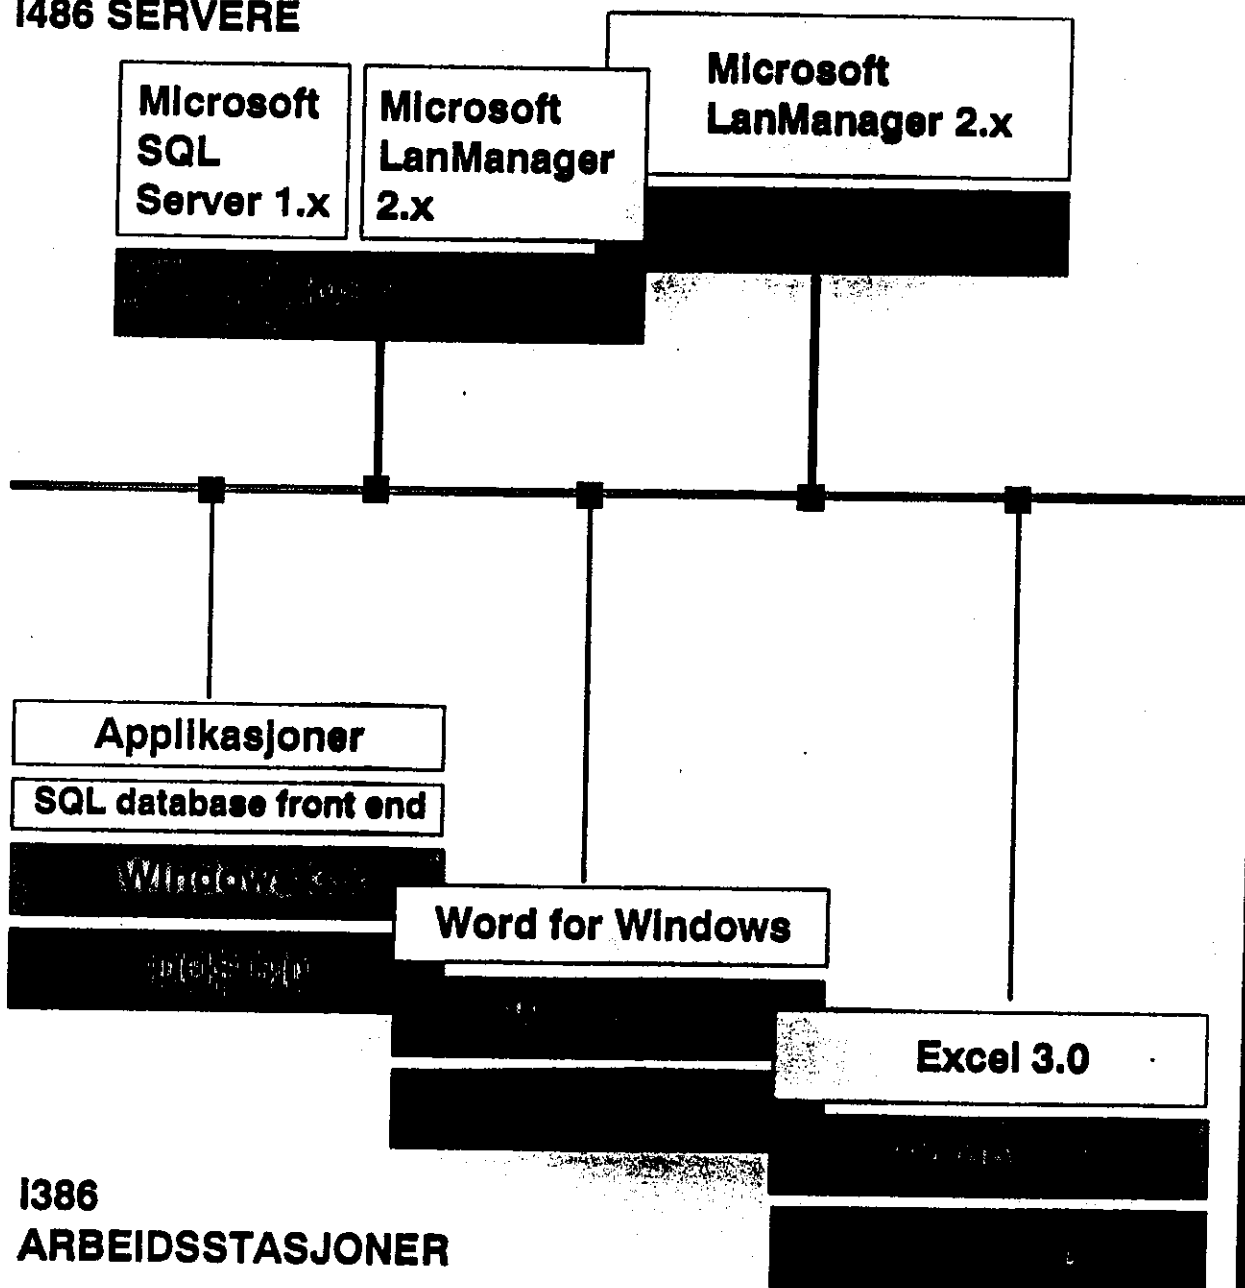 I486 SERVERE
Microsoft
SQL
Server 1.x
Microsoft
LanManager
2.x
Microsoft
LanManager 2.x
Applikasjoner
SQL database front end
Windows
Word for Windows
Excel 3.0
I386
ARBEIDSSTASJONER